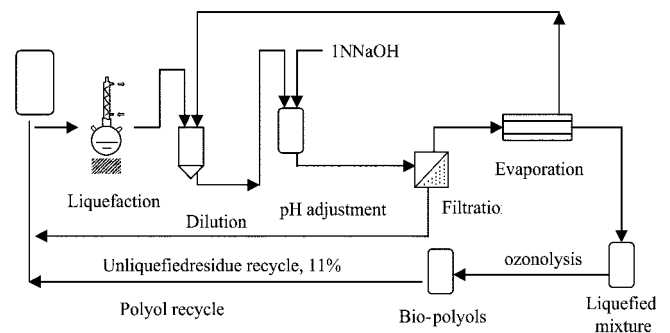 1NNaOH
Evaporation
Liquefaction
pH adjustment
Filtratio
Dilution
Unliquefiedresidue recycle, 11%
ozonolysis
Polyol recycle
Bio-polyols
Liquefied
mixture